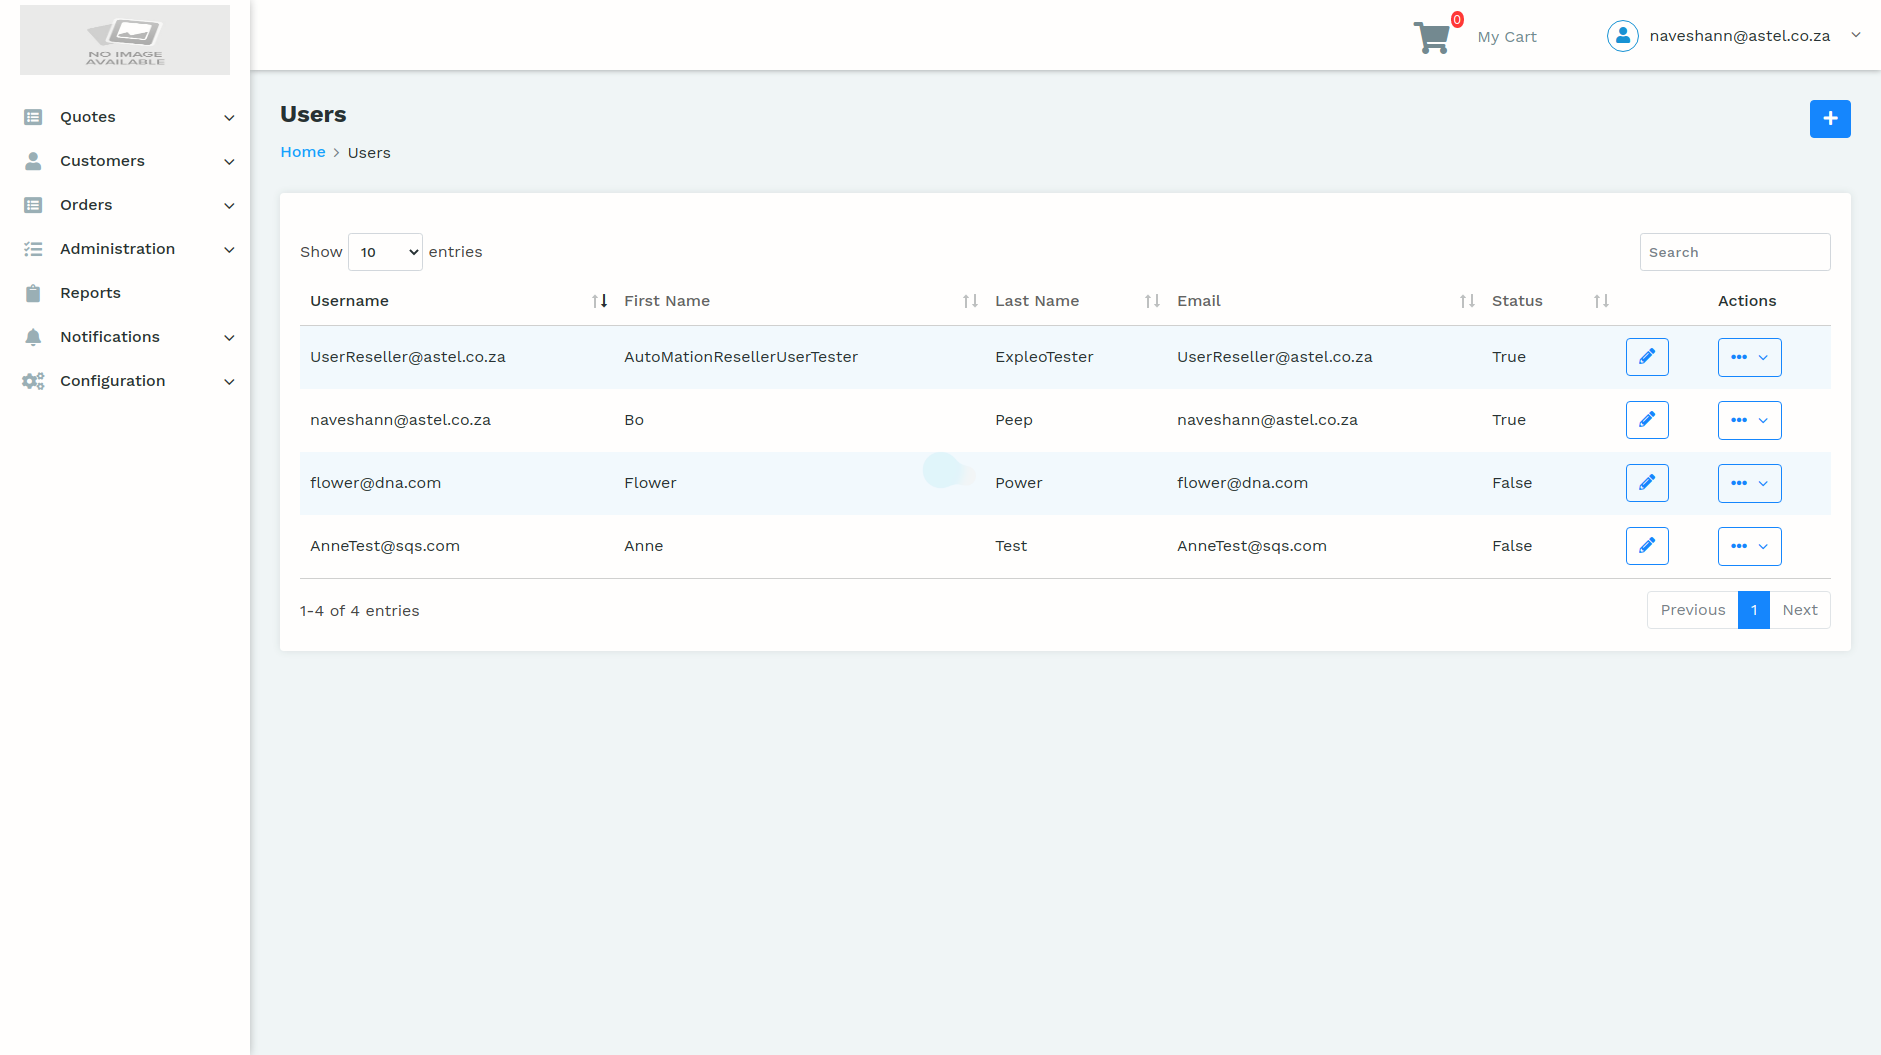 NO IMAGE
AVAILABLE
0
My Cart
naveshann@astel.co.za
Quotes
Customers
Orders
Administration
Reports
Notifications
Configuration
Users
Home > Users
Show 10 entries
Search
Username First Name Last Name Email Status Actions
UserReseller@astel.co.za AutoMationResellerUserTester ExpleoTester UserReseller@astel.co.za True
naveshann@astel.co.za Bo Peep naveshann@astel.co.za True
flower@dna.com Flower Power flower@dna.com False
AnneTest@sqs.com Anne Test AnneTest@sqs.com False
1-4 of 4 entries
Previous 1 Next